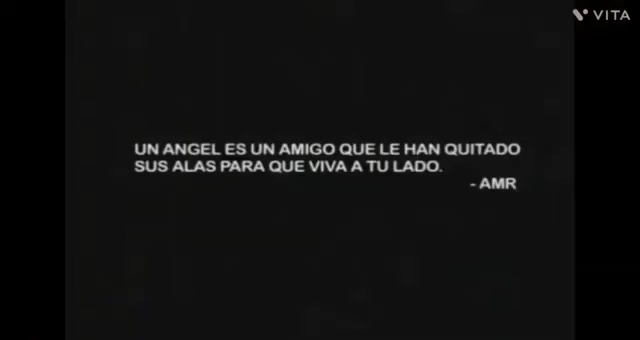 VITA
UN ANGEL ES UN AMIGO QUE LE HAN QUITADO
SUS ALAS PARA QUE VIVA A TU LADO.
- AMR